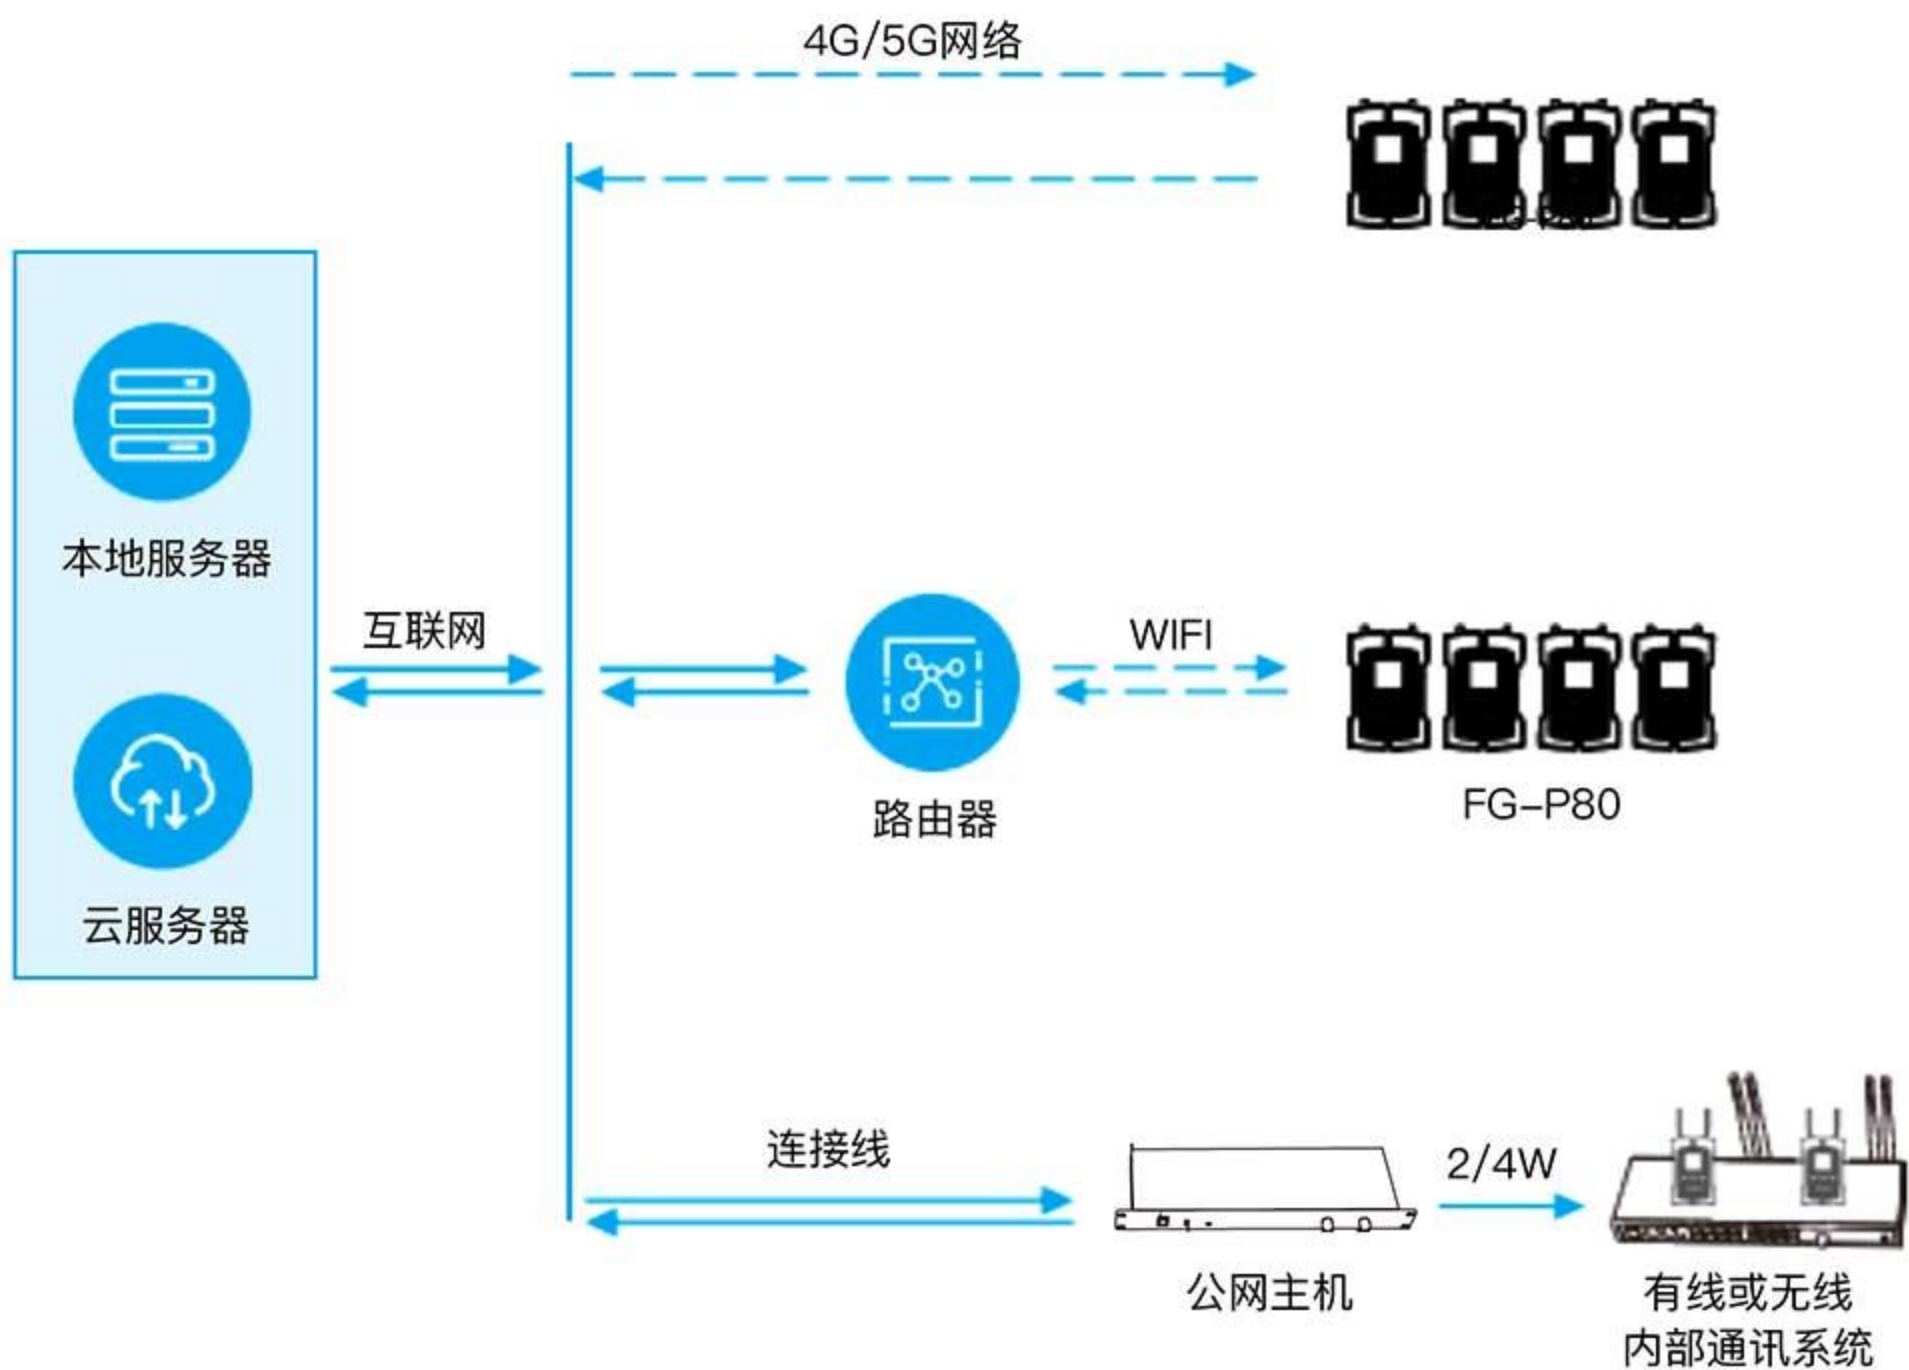 4G/5G网络
本地服务器
互联网
WIFI
FG-P80
路由器
云服务器
连接线
2/4W
公网主机
有线或无线
内部通讯系统